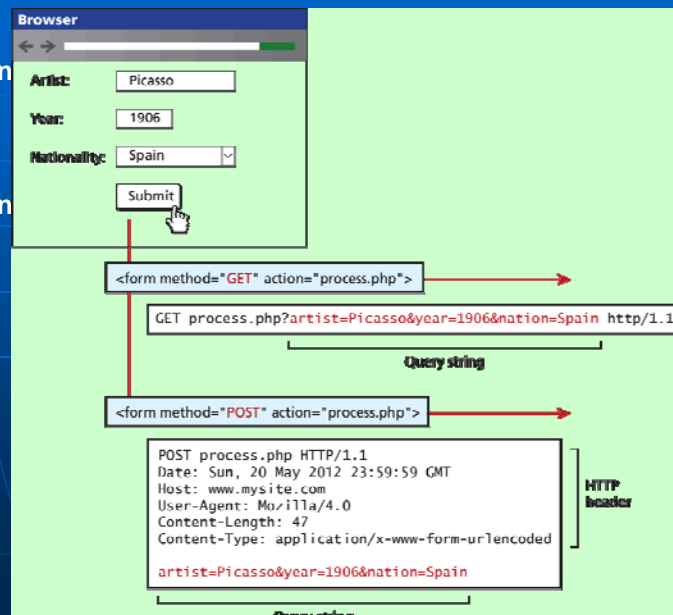 Browser
n
Artist:
Picasso
Year:
1906
Nationality:
Spain
Submit
n
<form method="GET" action="process.php">
GET process.php?artist=Picasso&year=1906&nation=Spain http/1.1
Query string
<form method="POST" action="process.php">
POST process.php HTTP/1.1
Date: Sun, 20 May 2012 23:59:59 GMT
Host: www.mysite.com
User-Agent: Mozilla/4.0
Content-Length: 47
Content-Type: application/x-www-form-urlencoded
HTTP
header
artist=Picasso&year=1906&nation=Spain
Query string